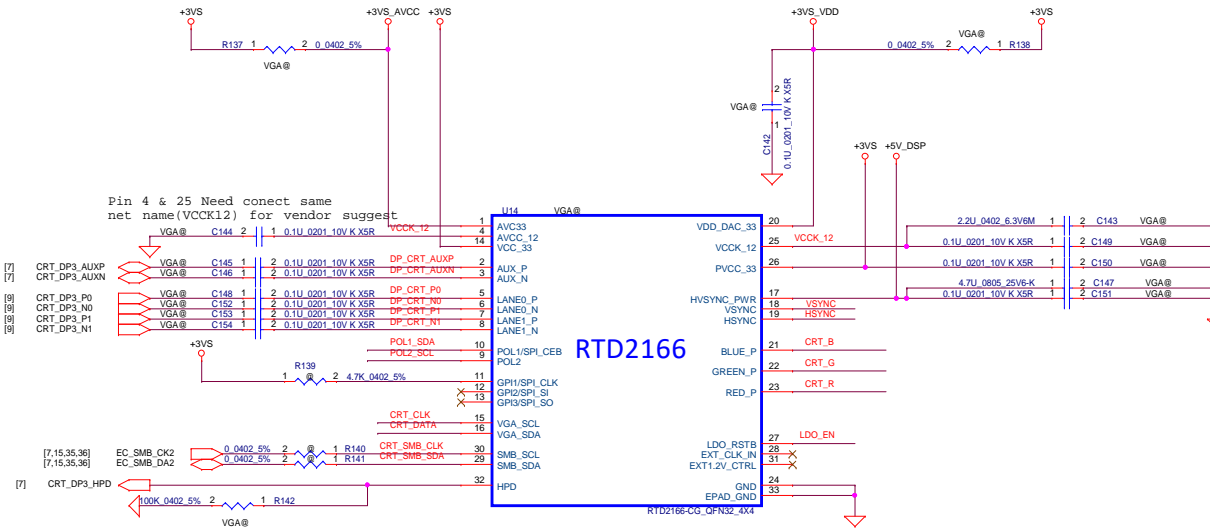 +3VS +3VS_AVCC +3VS +3VS_VDD +3VS
R137 1 2 0_0402_5% VGA@
0_0402_5% 2 1 R138 VGA@
VGA@ 2 1 C142 0.1U_0201_10V K X5R
+3VS +5V_DSP
Pin 4 & 25 Need conect same
net name(VCCK12) for vendor suggest
U14 VGA@
VGA@ C144 2 1 0.1U_0201_10V K X5R VCCK_12
1 AVC33
4 AVCC_12
14 VCC_33
[7] CRT_DP3_AUXP VGA@ C145 1 2 0.1U_0201_10V K X5R DP_CRT_AUXP 2 AUX_P
[7] CRT_DP3_AUXN VGA@ C146 1 2 0.1U_0201_10V K X5R DP_CRT_AUXN 3 AUX_N
[9] CRT_DP3_P0 VGA@ C148 1 2 0.1U_0201_10V K X5R DP_CRT_P0 5 LANE0_P
[9] CRT_DP3_N0 VGA@ C152 1 2 0.1U_0201_10V K X5R DP_CRT_N0 6 LANE0_N
[9] CRT_DP3_P1 VGA@ C153 1 2 0.1U_0201_10V K X5R DP_CRT_P1 7 LANE1_P
[9] CRT_DP3_N1 VGA@ C154 1 2 0.1U_0201_10V K X5R DP_CRT_N1 8 LANE1_N
POL1_SDA 10 POL1/SPI_CEB
POL2_SCL 9 POL2
+3VS R139 1 @ 2 4.7K_0402_5% 11 GPI1/SPI_CLK
12 GPI2/SPI_SI
13 GPI3/SPI_SO
CRT_CLK 15 VGA_SCL
CRT_DATA 16 VGA_SDA
[7,15,35,36] EC_SMB_CK2 0_0402_5% 2 @ 1 R140 CRT_SMB_CLK 30 SMB_SCL
[7,15,35,36] EC_SMB_DA2 0_0402_5% 2 @ 1 R141 CRT_SMB_SDA 29 SMB_SDA
[7] CRT_DP3_HPD 32 HPD
100K_0402_5% 2 1 R142
VGA@
RTD2166
VDD_DAC_33 20
VCCK_12 25 VCCK_12
PVCC_33 26
HVSYNC_PWR 17
VSYNC 18 VSYNC
HSYNC 19 HSYNC
BLUE_P 21 CRT_B
GREEN_P 22 CRT_G
RED_P 23 CRT_R
LDO_RSTB 27 LDO_EN
EXT_CLK_IN 28
EXT1.2V_CTRL 31
GND 24
EPAD_GND 33
RTD2166-CG_QFN32_4X4
2.2U_0402_6.3V6M 1 2 C143 VGA@
0.1U_0201_10V K X5R 1 2 C149 VGA@
0.1U_0201_10V K X5R 1 2 C150 VGA@
4.7U_0805_25V6-K 1 2 C147 VGA@
0.1U_0201_10V K X5R 1 2 C151 VGA@